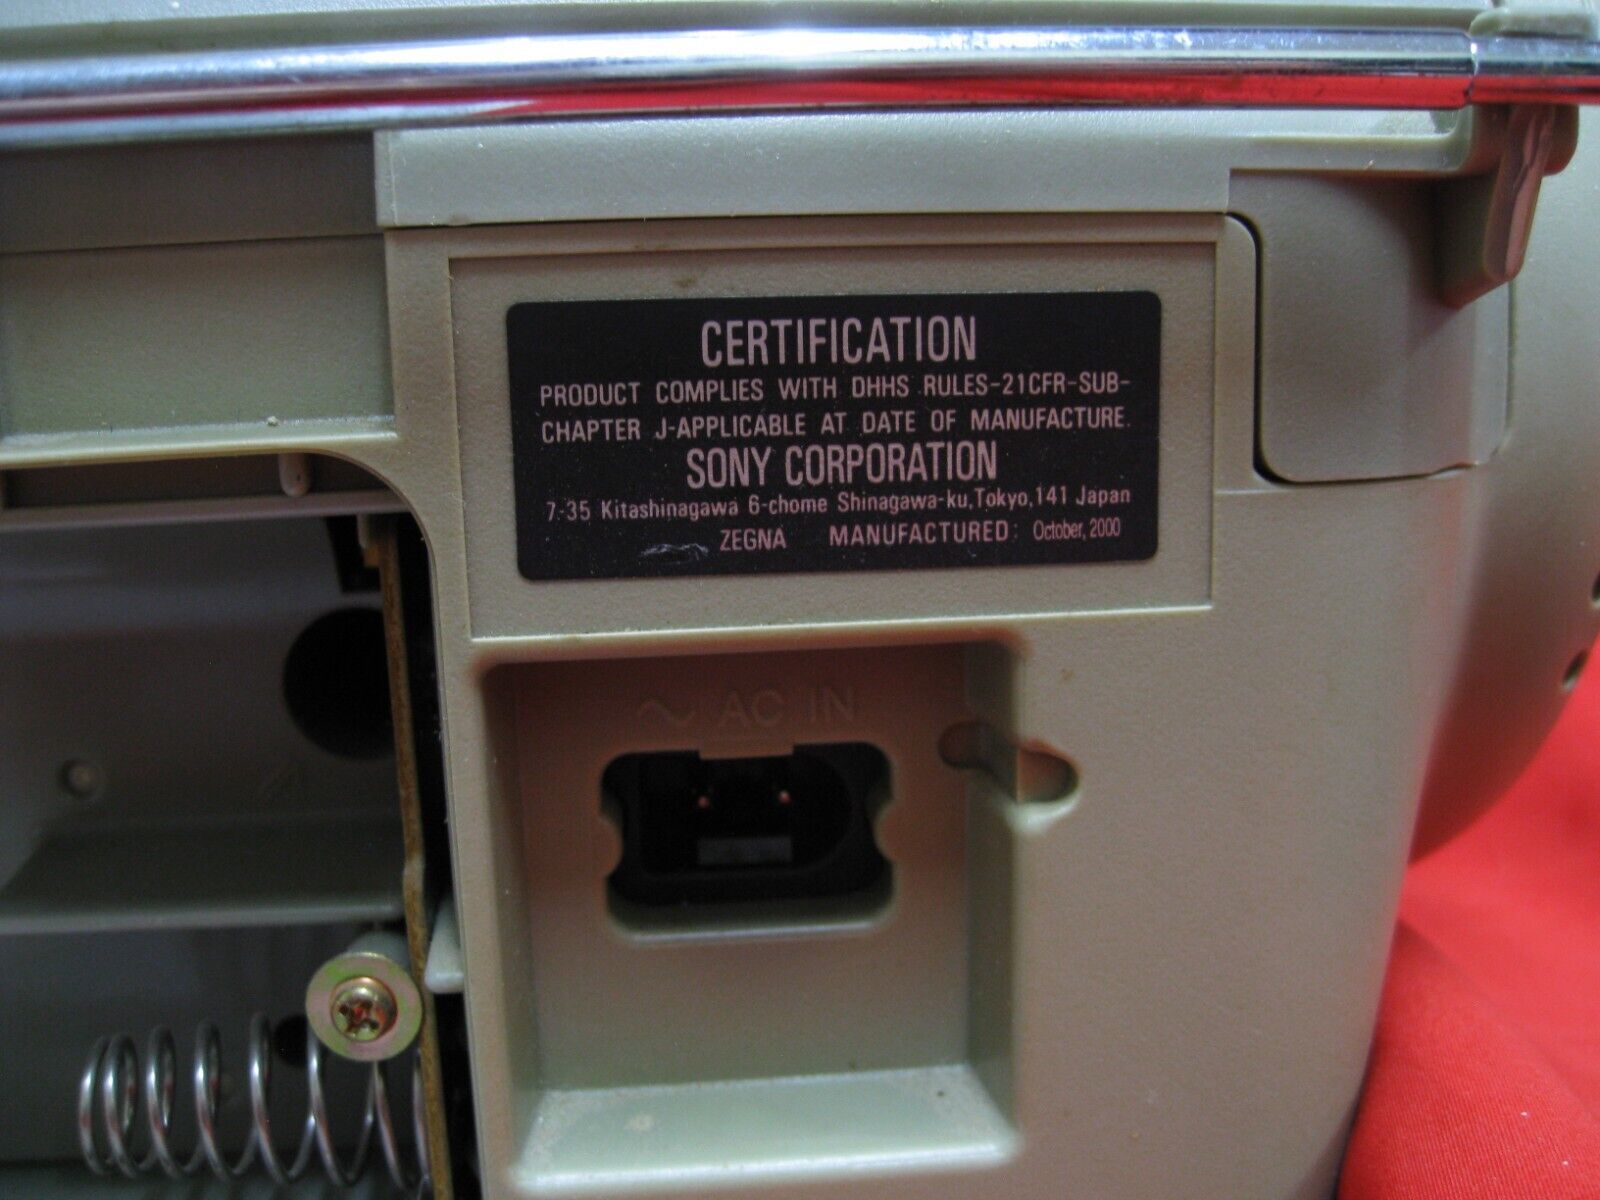 CERTIFICATION
PRODUCT COMPLIES WITH DHHS RULES-21CFR-SUB-
CHAPTER J-APPLICABLE AT DATE OF MANUFACTURE.
SONY CORPORATION
7-35 Kitashinagawa 6-chome Shinagawa-ku,Tokyo,141 Japan
ZEGNA MANUFACTURED: October, 2000
~ AC IN